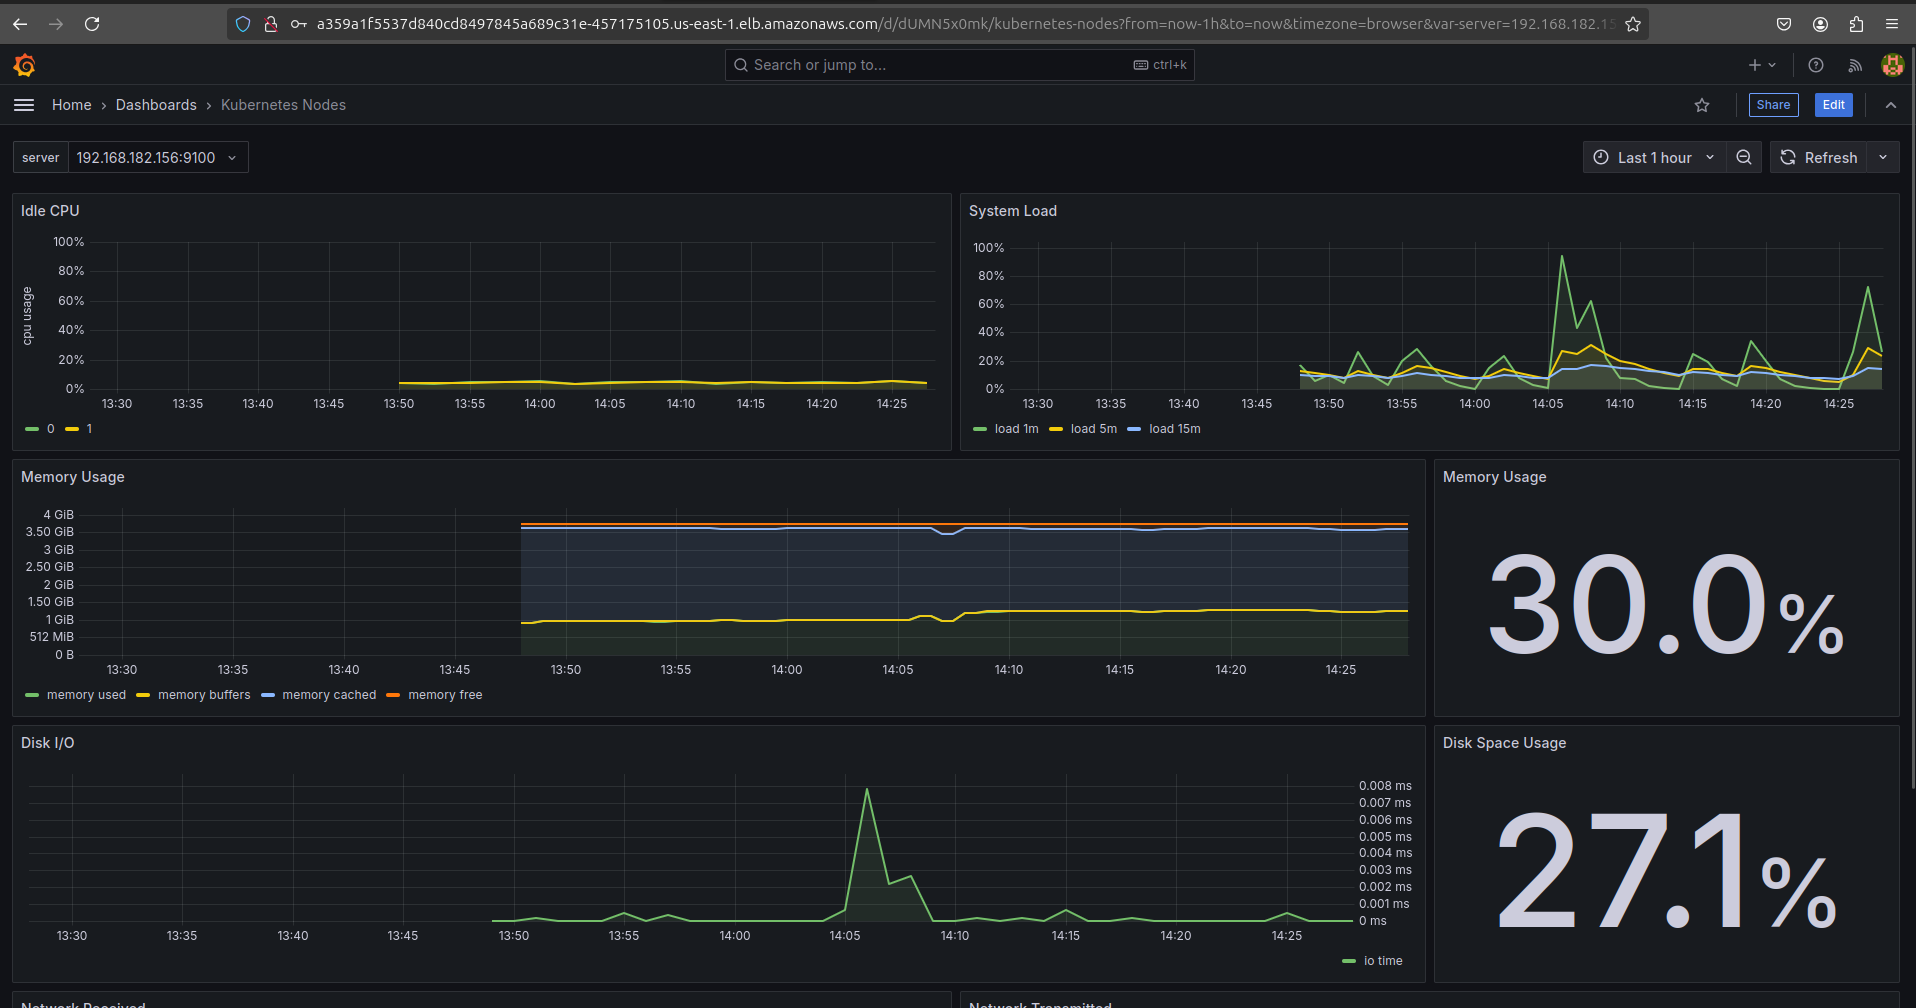 a359a1f5537d840cd8497845a689c31e-457175105.us-east-1.elb.amazonaws.com/d/dUMN5x0mk/kubernetes-nodes?from=now-1h&to=now&timezone=browser&var-server=192.168.182.15
Search or jump to... ctrl+k
Home › Dashboards › Kubernetes Nodes
Share Edit
server 192.168.182.156:9100
Last 1 hour Refresh
Idle CPU
cpu usage
100%
80%
60%
40%
20%
0%
13:30 13:35 13:40 13:45 13:50 13:55 14:00 14:05 14:10 14:15 14:20 14:25
0 1
System Load
100%
80%
60%
40%
20%
0%
13:30 13:35 13:40 13:45 13:50 13:55 14:00 14:05 14:10 14:15 14:20 14:25
load 1m load 5m load 15m
Memory Usage
4 GiB
3.50 GiB
3 GiB
2.50 GiB
2 GiB
1.50 GiB
1 GiB
512 MiB
0 B
13:30 13:35 13:40 13:45 13:50 13:55 14:00 14:05 14:10 14:15 14:20 14:25
memory used memory buffers memory cached memory free
Memory Usage
30.0%
Disk I/O
0.008 ms
0.007 ms
0.006 ms
0.005 ms
0.004 ms
0.003 ms
0.002 ms
0.001 ms
0 ms
13:30 13:35 13:40 13:45 13:50 13:55 14:00 14:05 14:10 14:15 14:20 14:25
io time
Disk Space Usage
27.1%
Network Received
Network Transmitted